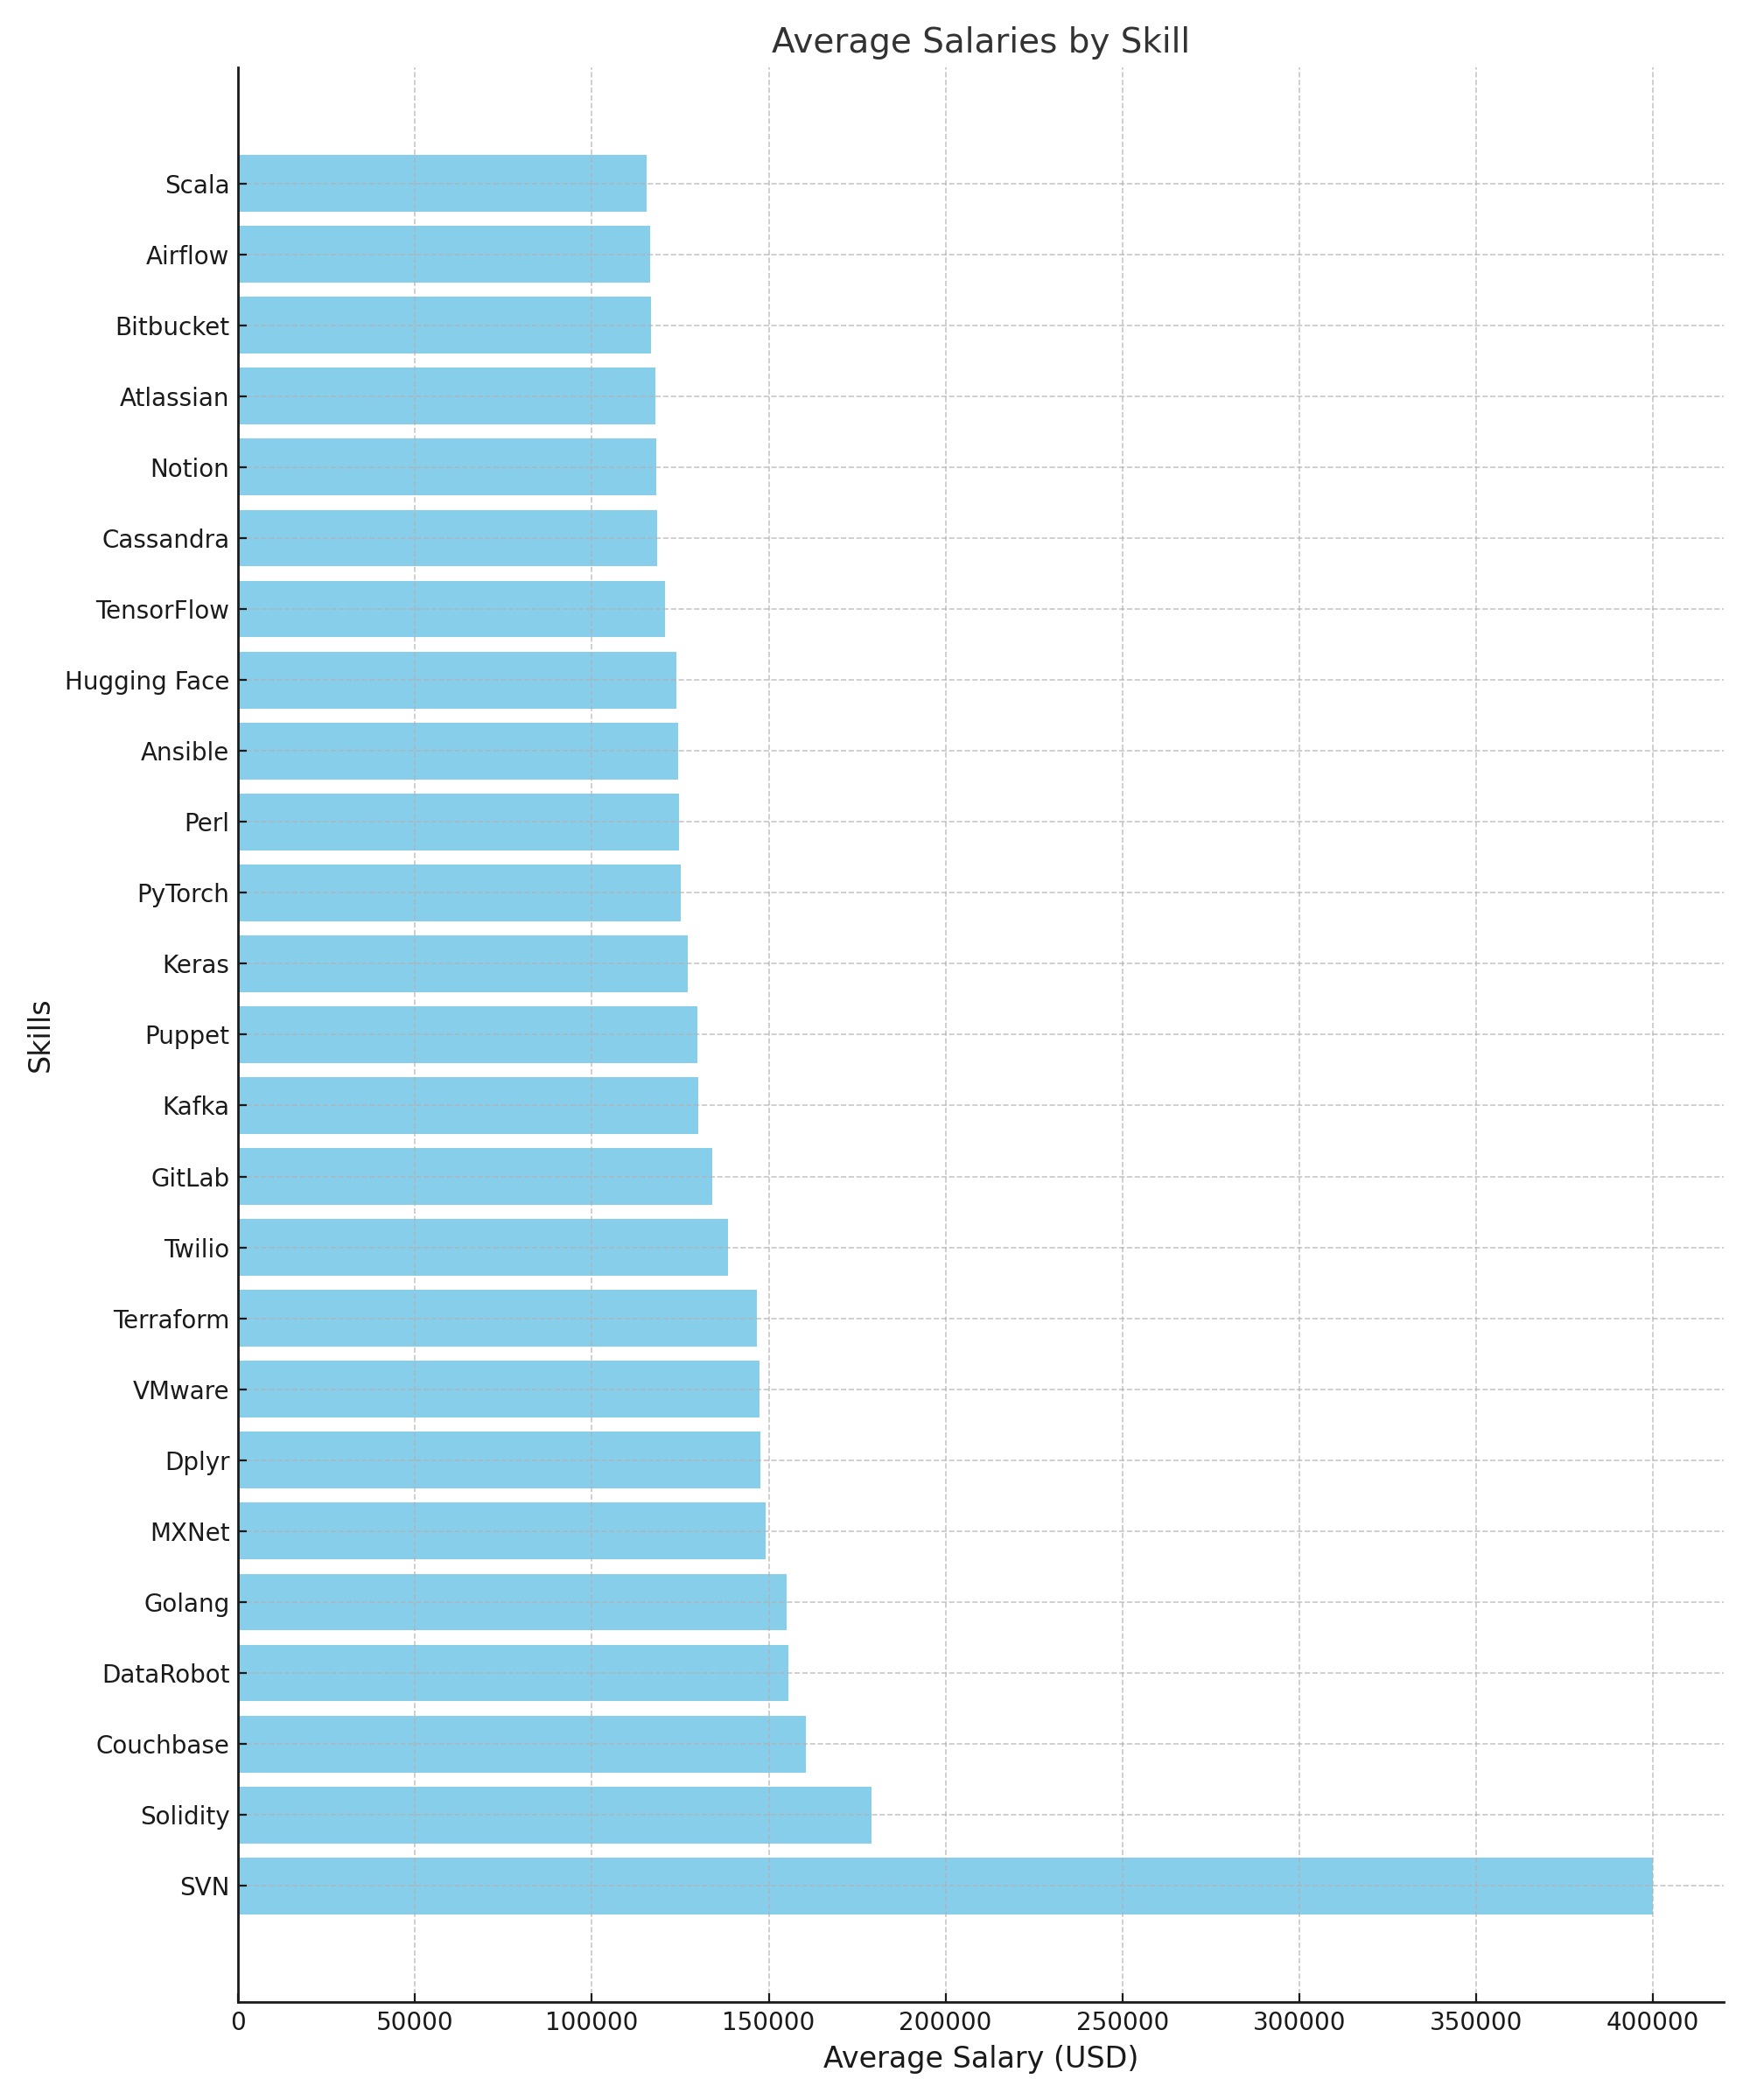 Average Salaries by Skill
Scala
Airflow
Bitbucket
Atlassian
Notion
Cassandra
TensorFlow
Hugging Face
Ansible
Perl
PyTorch
Keras
Puppet
Kafka
GitLab
Twilio
Terraform
VMware
Dplyr
MXNet
Golang
DataRobot
Couchbase
Solidity
SVN
Skills
0 50000 100000 150000 200000 250000 300000 350000 400000
Average Salary (USD)